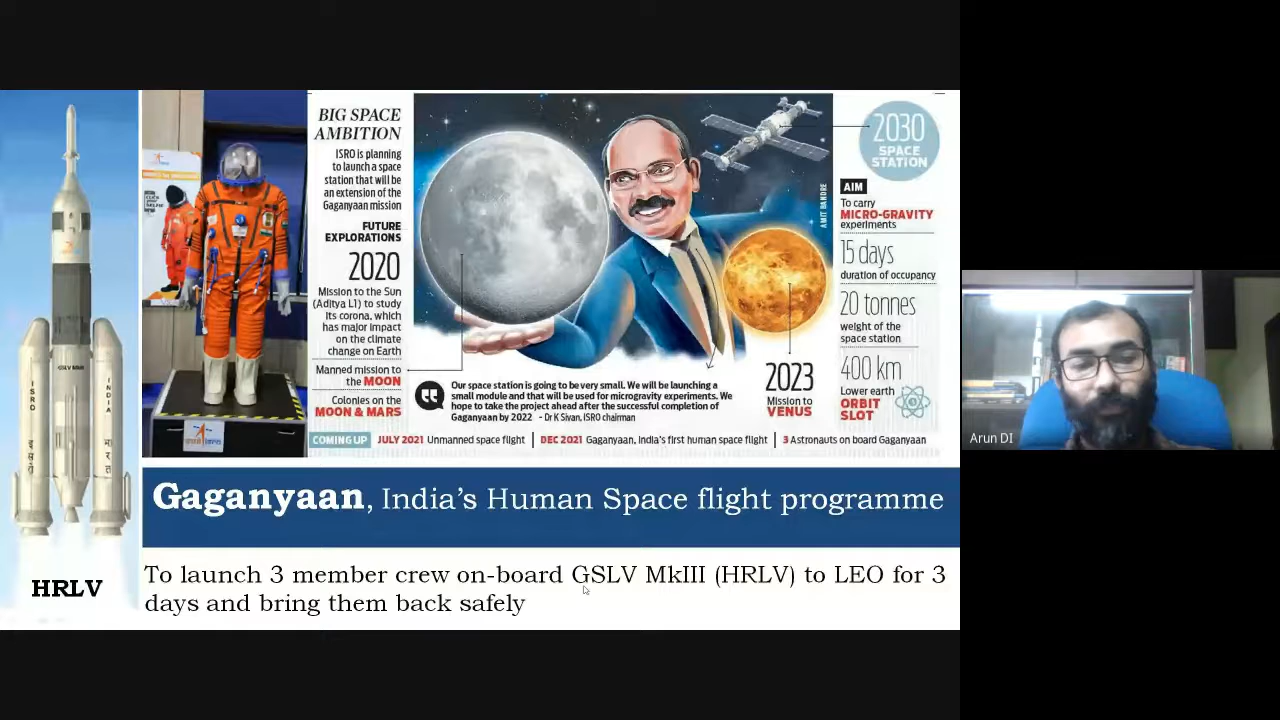 BIG SPACE
AMBITION
ISRO is planning
to launch a space
station that will be
an extension of the
Gaganyaan mission
FUTURE
EXPLORATIONS
2020
Mission to the Sun
(Aditya L1) to study
its corona, which
has major impact
on the climate
change on Earth
Manned mission to
the MOON
Colonies on the
MOON & MARS
Our space station is going to be very small. We will be launching a
small module and that will be used for microgravity experiments. We
hope to take the project ahead after the successful completion of
Gaganyaan by 2022 - Dr K Sivan, ISRO chairman
2023
Mission to
VENUS
AMIT BANDRE
2030
SPACE
STATION
AIM
To carry
MICRO-GRAVITY
experiments
15 days
duration of occupancy
20 tonnes
weight of the
space station
400 km
Lower earth
ORBIT
SLOT
COMING UP JULY 2021 Unmanned space flight DEC 2021 Gaganyaan, India's first human space flight 3 Astronauts on board Gaganyaan
Gaganyaan, India's Human Space flight programme
To launch 3 member crew on-board GSLV MkIII (HRLV) to LEO for 3
days and bring them back safely
ISRO
GSLV MkIII
INDIA
भारत
HRLV
Arun DI